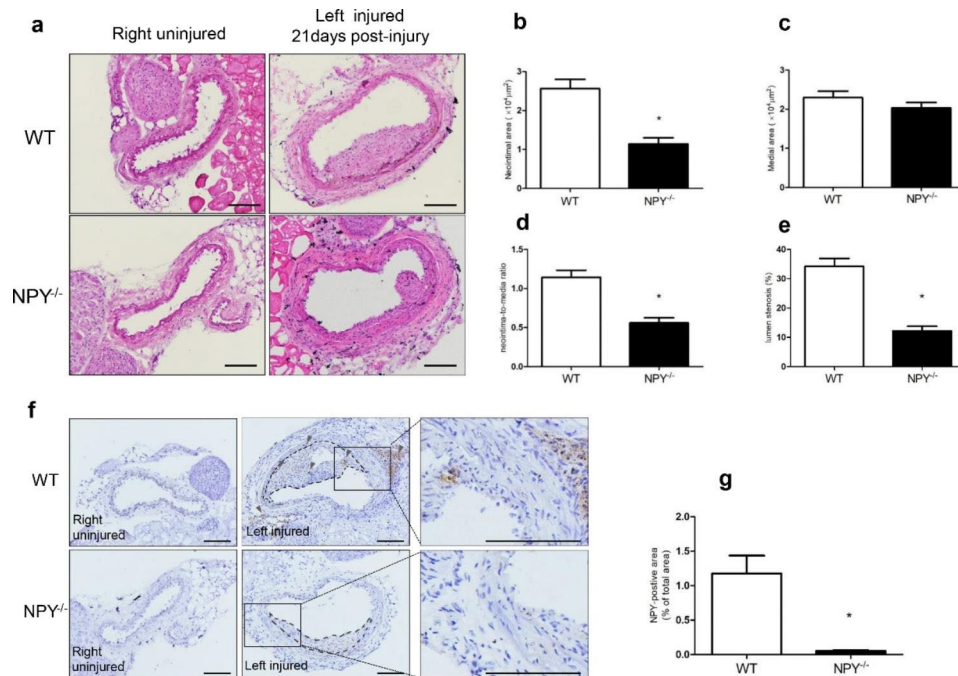 a
Right uninjured
Left injured
21days post-injury
WT
NPY-/-
b
Neointimal area ( ×10⁴μm²)
3
2
1
0
WT
NPY-/-
*
c
Medial area ( ×10⁴μm²)
3
2
1
0
WT
NPY-/-
d
neointima-to-media ratio
1.5
1.0
0.5
0.0
WT
NPY-/-
*
e
lumen stenosis (%)
40
30
20
10
0
WT
NPY-/-
*
f
WT
Right
uninjured
Left injured
NPY-/-
Right
uninjured
Left injured
g
NPY-postive area
(% of total area)
2.0
1.5
1.0
0.5
0.0
WT
NPY-/-
*